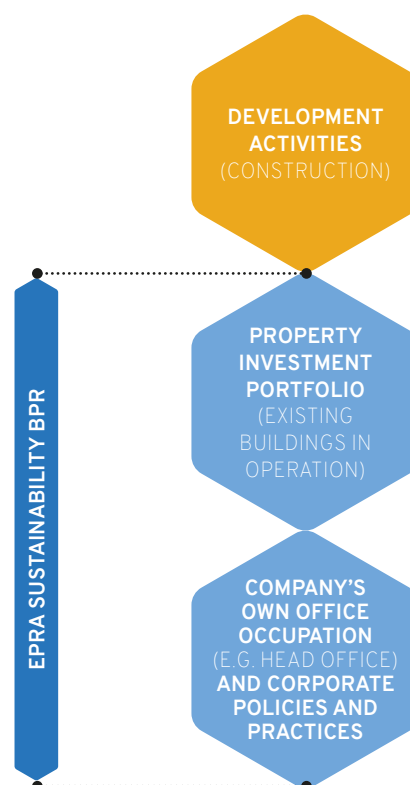 DEVELOPMENT
ACTIVITIES
(CONSTRUCTION)
PROPERTY
INVESTMENT
PORTFOLIO
(EXISTING
BUILDINGS IN
OPERATION)
EPRA SUSTAINABILITY BPR
COMPANY'S
OWN OFFICE
OCCUPATION
(E.G. HEAD OFFICE)
AND CORPORATE
POLICIES AND
PRACTICES